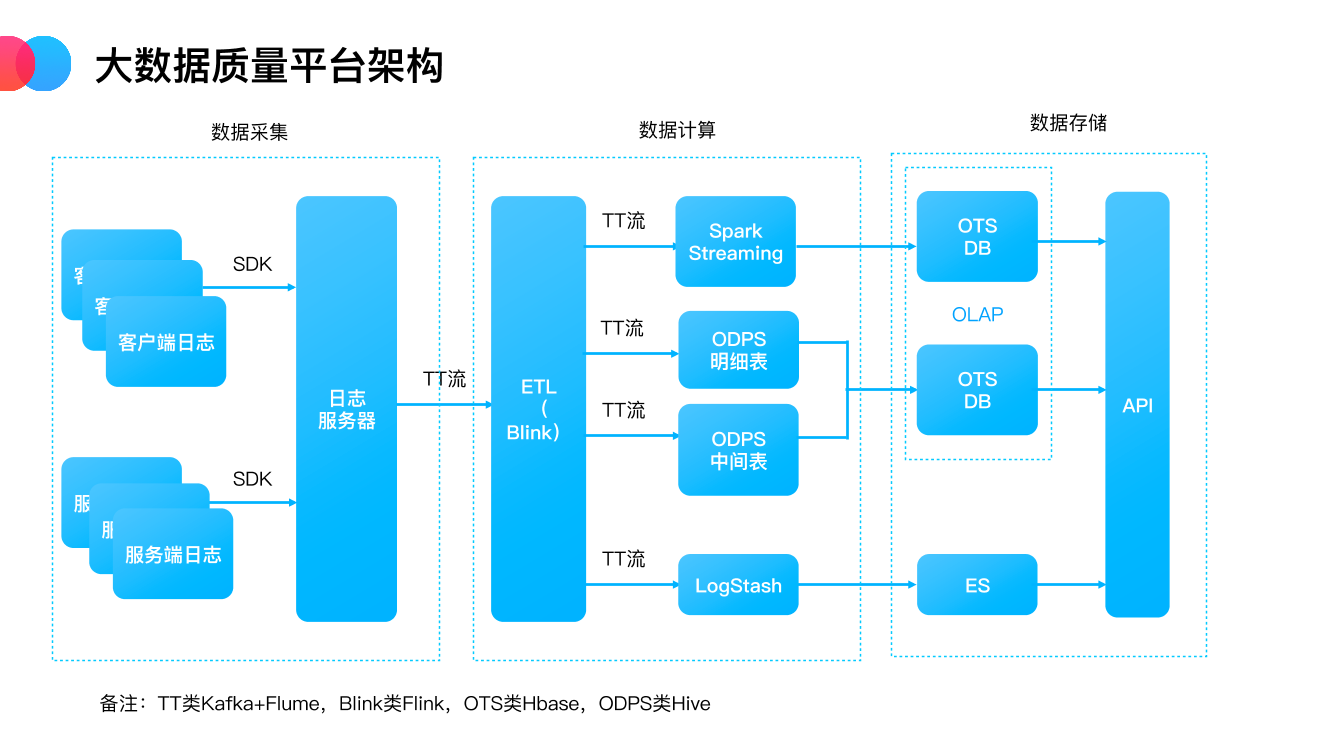 大数据质量平台架构
数据采集
数据计算
数据存储
客
客
客户端日志
SDK
服
服务端日志
SDK
日志
服务器
TT流
ETL
(
Blink)
TT流
Spark
Streaming
TT流
ODPS
明细表
TT流
ODPS
中间表
TT流
LogStash
OTS
DB
OLAP
OTS
DB
ES
API
备注：TT类Kafka+Flume，Blink类Flink，OTS类Hbase，ODPS类Hive